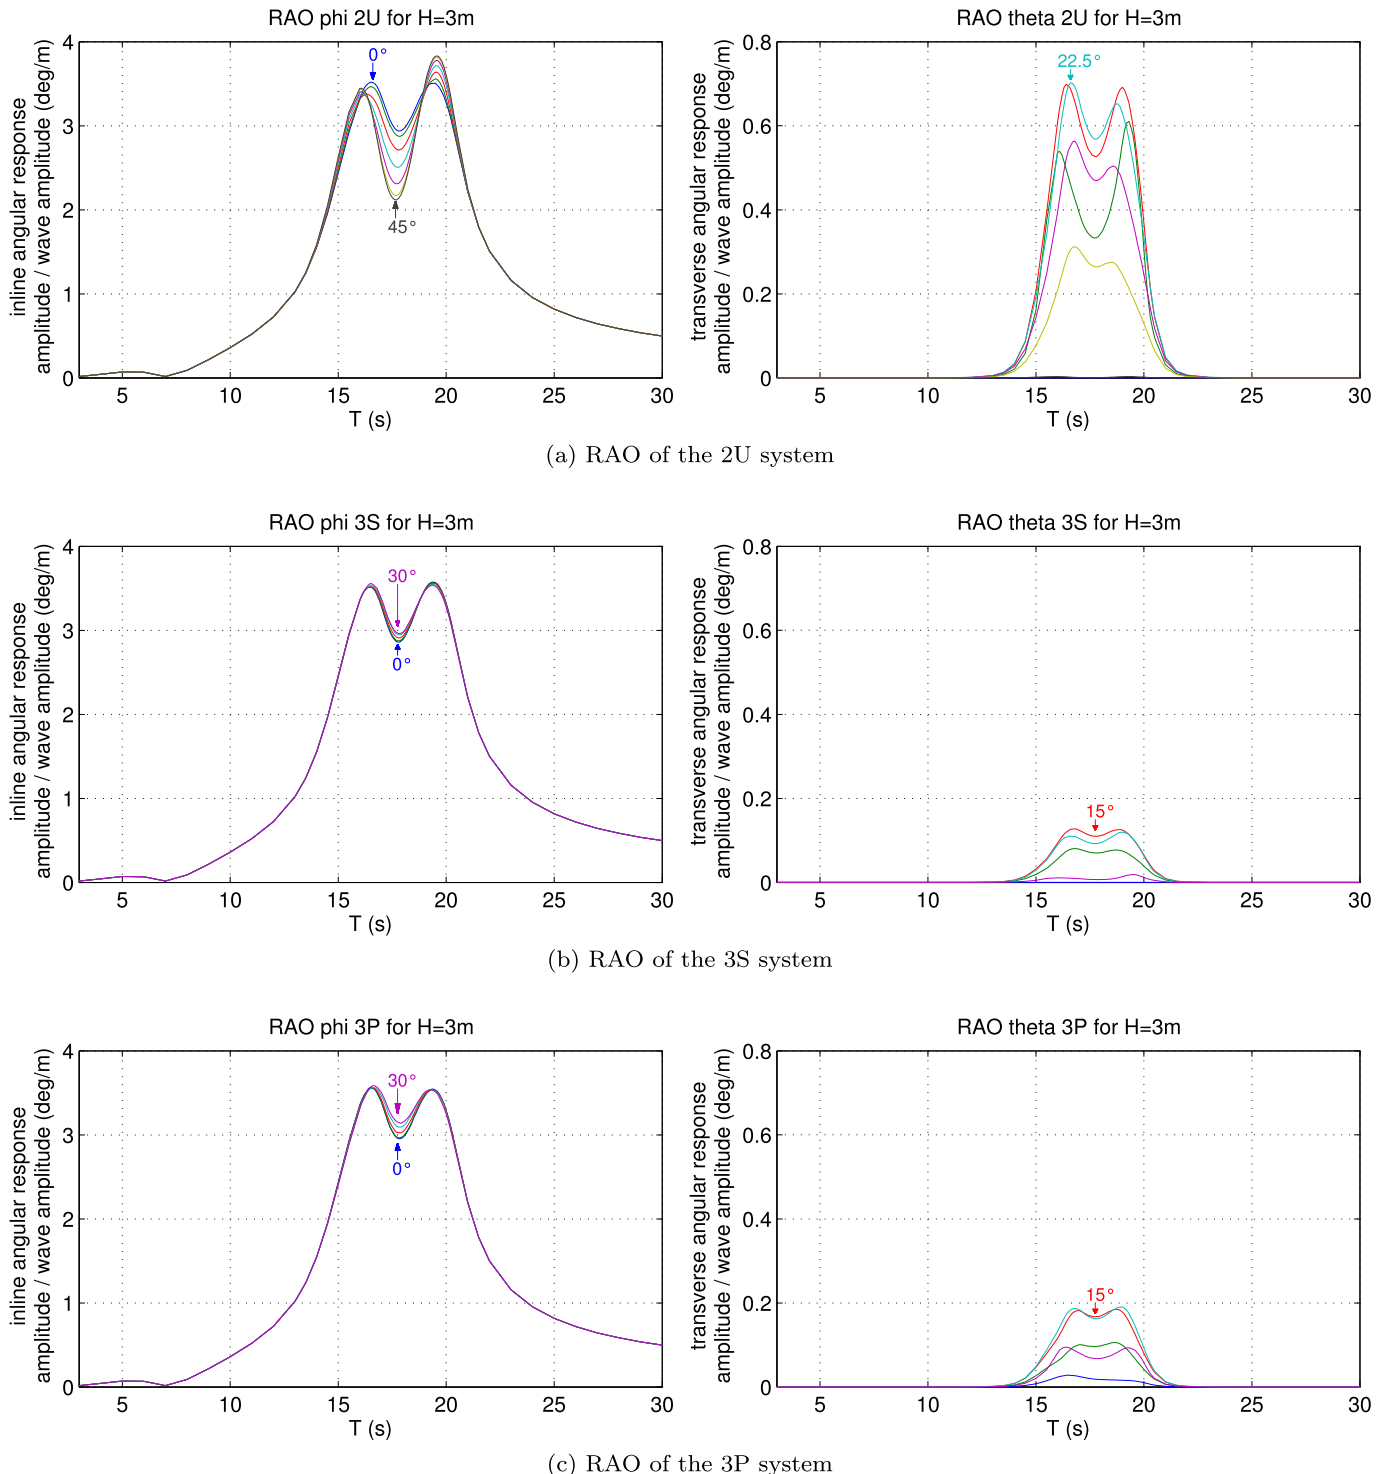 RAO phi 2U for H=3m
inline angular response
amplitude / wave amplitude (deg/m)
4
3
2
1
0
0°
45°
5 10 15 20 25 30
T (s)
RAO theta 2U for H=3m
transverse angular response
amplitude / wave amplitude (deg/m)
0.8
0.6
0.4
0.2
0
22.5°
5 10 15 20 25 30
T (s)
(a) RAO of the 2U system
RAO phi 3S for H=3m
inline angular response
amplitude / wave amplitude (deg/m)
4
3
2
1
0
30°
0°
5 10 15 20 25 30
T (s)
RAO theta 3S for H=3m
transverse angular response
amplitude / wave amplitude (deg/m)
0.8
0.6
0.4
0.2
0
15°
5 10 15 20 25 30
T (s)
(b) RAO of the 3S system
RAO phi 3P for H=3m
inline angular response
amplitude / wave amplitude (deg/m)
4
3
2
1
0
30°
0°
5 10 15 20 25 30
T (s)
RAO theta 3P for H=3m
transverse angular response
amplitude / wave amplitude (deg/m)
0.8
0.6
0.4
0.2
0
15°
5 10 15 20 25 30
T (s)
(c) RAO of the 3P system